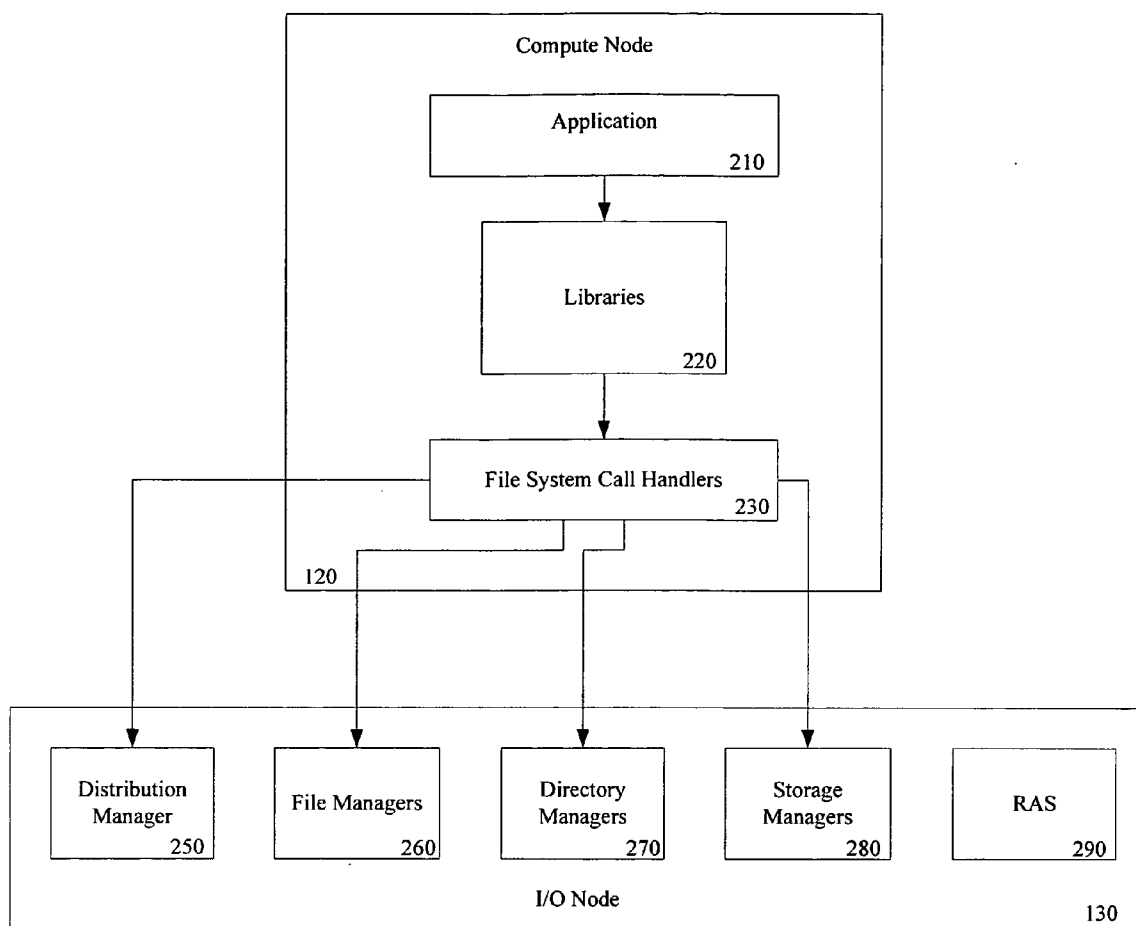 Compute Node
Application
210
Libraries
220
File System Call Handlers
230
120
Distribution
Manager
250
File Managers
260
Directory
Managers
270
Storage
Managers
280
RAS
290
I/O Node
130